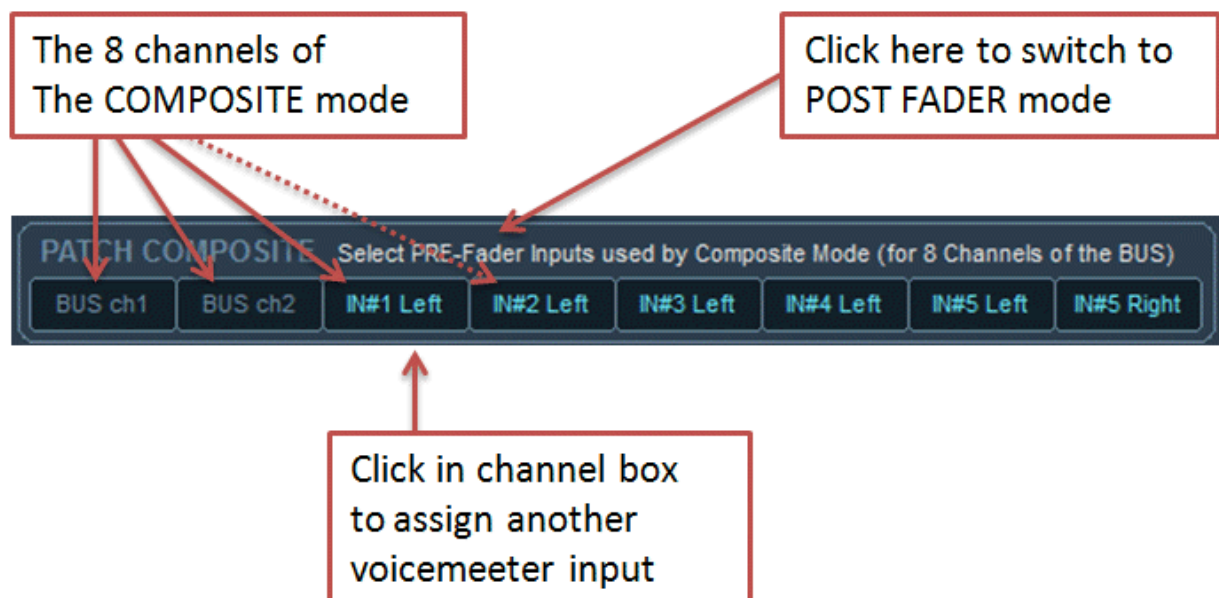 The 8 channels of
The COMPOSITE mode
Click here to switch to
POST FADER mode
PATCH COMPOSITE Select PRE-Fader Inputs used by Composite Mode (for 8 Channels of the BUS)
BUS ch1 BUS ch2 IN#1 Left IN#2 Left IN#3 Left IN#4 Left IN#5 Left IN#5 Right
Click in channel box
to assign another
voicemeeter input